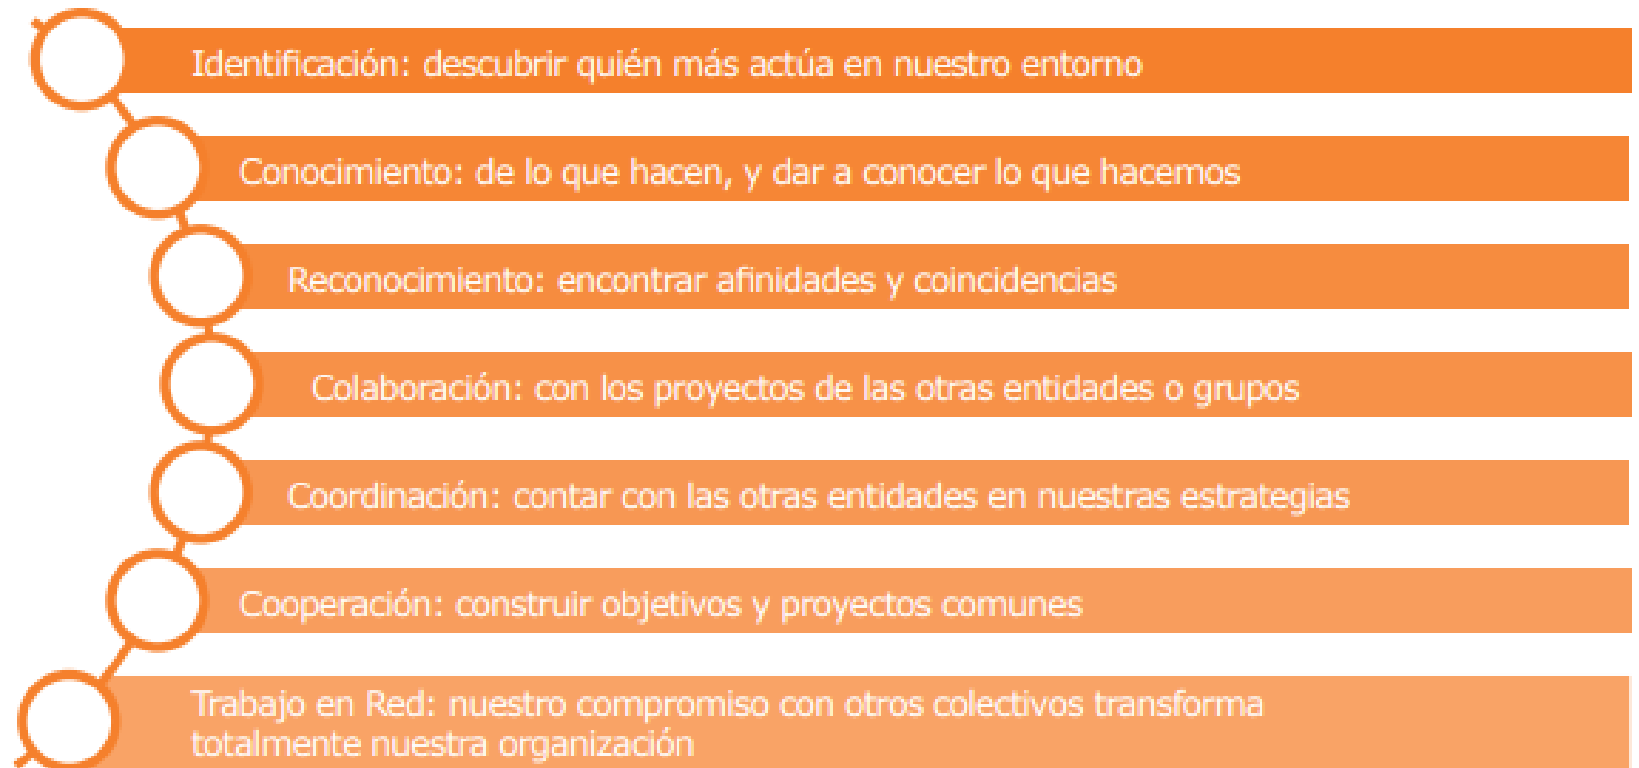 Identificación: descubrir quién más actúa en nuestro entorno
Conocimiento: de lo que hacen, y dar a conocer lo que hacemos
Reconocimiento: encontrar afinidades y coincidencias
Colaboración: con los proyectos de las otras entidades o grupos
Coordinación: contar con las otras entidades en nuestras estrategias
Cooperación: construir objetivos y proyectos comunes
Trabajo en Red: nuestro compromiso con otros colectivos transforma
totalmente nuestra organización